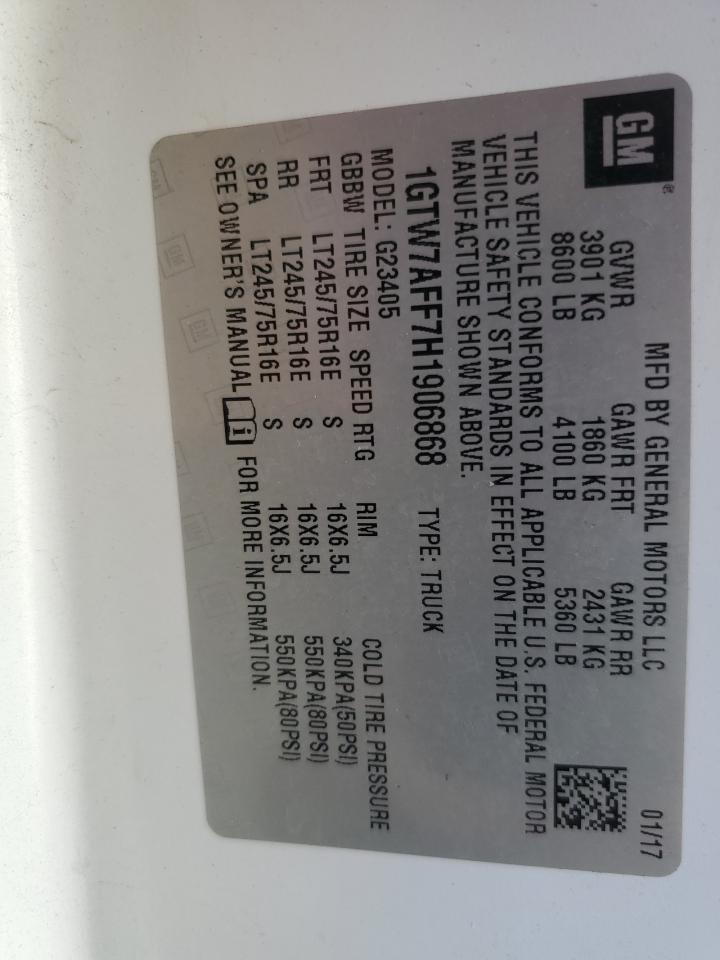 GM®
MFD BY GENERAL MOTORS LLC 01/17
GVWR GAWR FRT GAWR RR
3901 KG 1860 KG 2431 KG
8600 LB 4100 LB 5360 LB
THIS VEHICLE CONFORMS TO ALL APPLICABLE U.S. FEDERAL MOTOR
VEHICLE SAFETY STANDARDS IN EFFECT ON THE DATE OF
MANUFACTURE SHOWN ABOVE.
1GTW7AFF7H1906868 TYPE: TRUCK
MODEL: G23405
GBBW TIRE SIZE SPEED RTG RIM COLD TIRE PRESSURE
FRT LT245/75R16E S 16X6.5J 340KPA(50PSI)
RR LT245/75R16E S 16X6.5J 550KPA(80PSI)
SPA LT245/75R16E S 16X6.5J 550KPA(80PSI)
SEE OWNER'S MANUAL i FOR MORE INFORMATION.